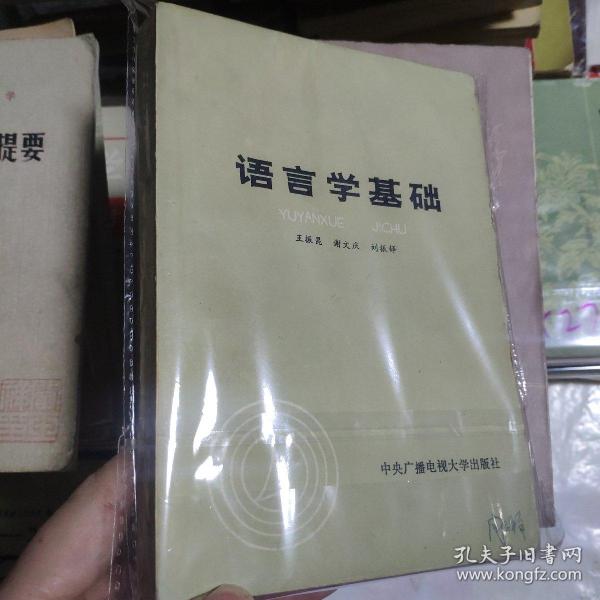 语言学基础
YUYANXUE JICHU
王振昆 谢文庆 刘振铎
中央广播电视大学出版社
学
提要
孔夫子旧书网
www.kongfz.com